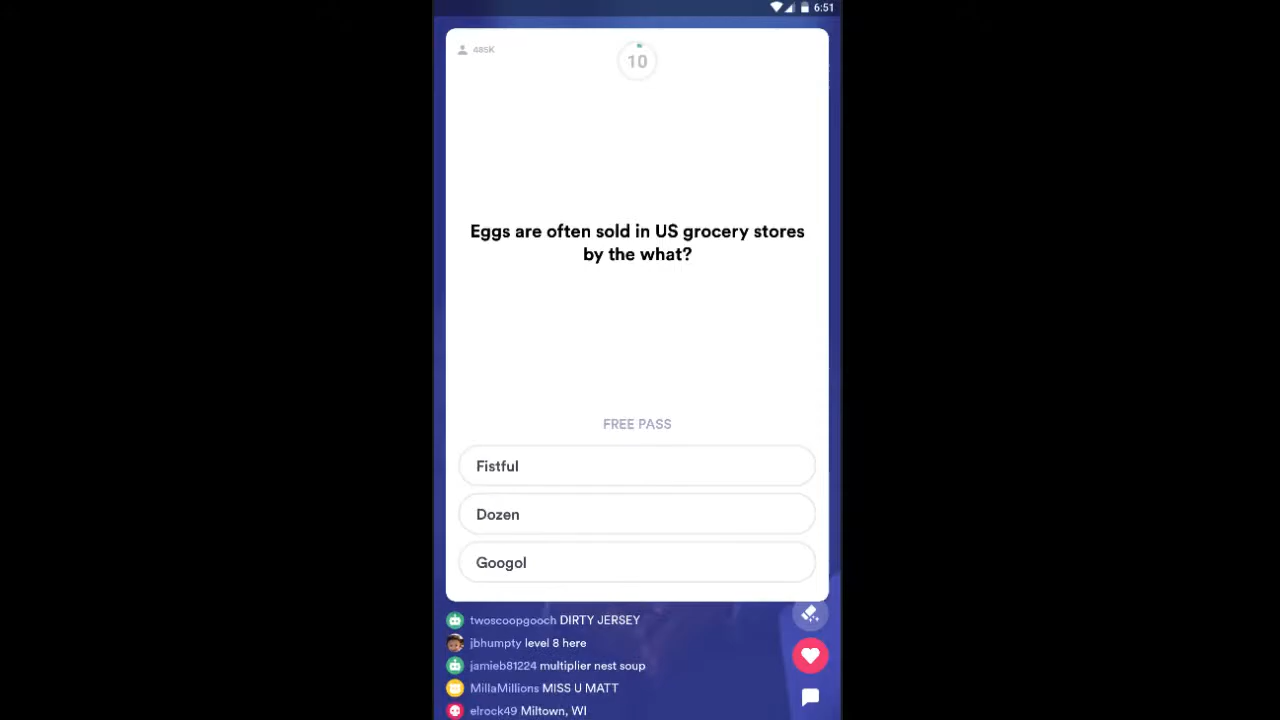 6:51
485K
10
Eggs are often sold in US grocery stores
by the what?
FREE PASS
Fistful
Dozen
Googol
twoscoopgooch DIRTY JERSEY
jbhumpty level 8 here
jamieb81224 multiplier nest soup
MillaMillions MISS U MATT
elrock49 Miltown, WI